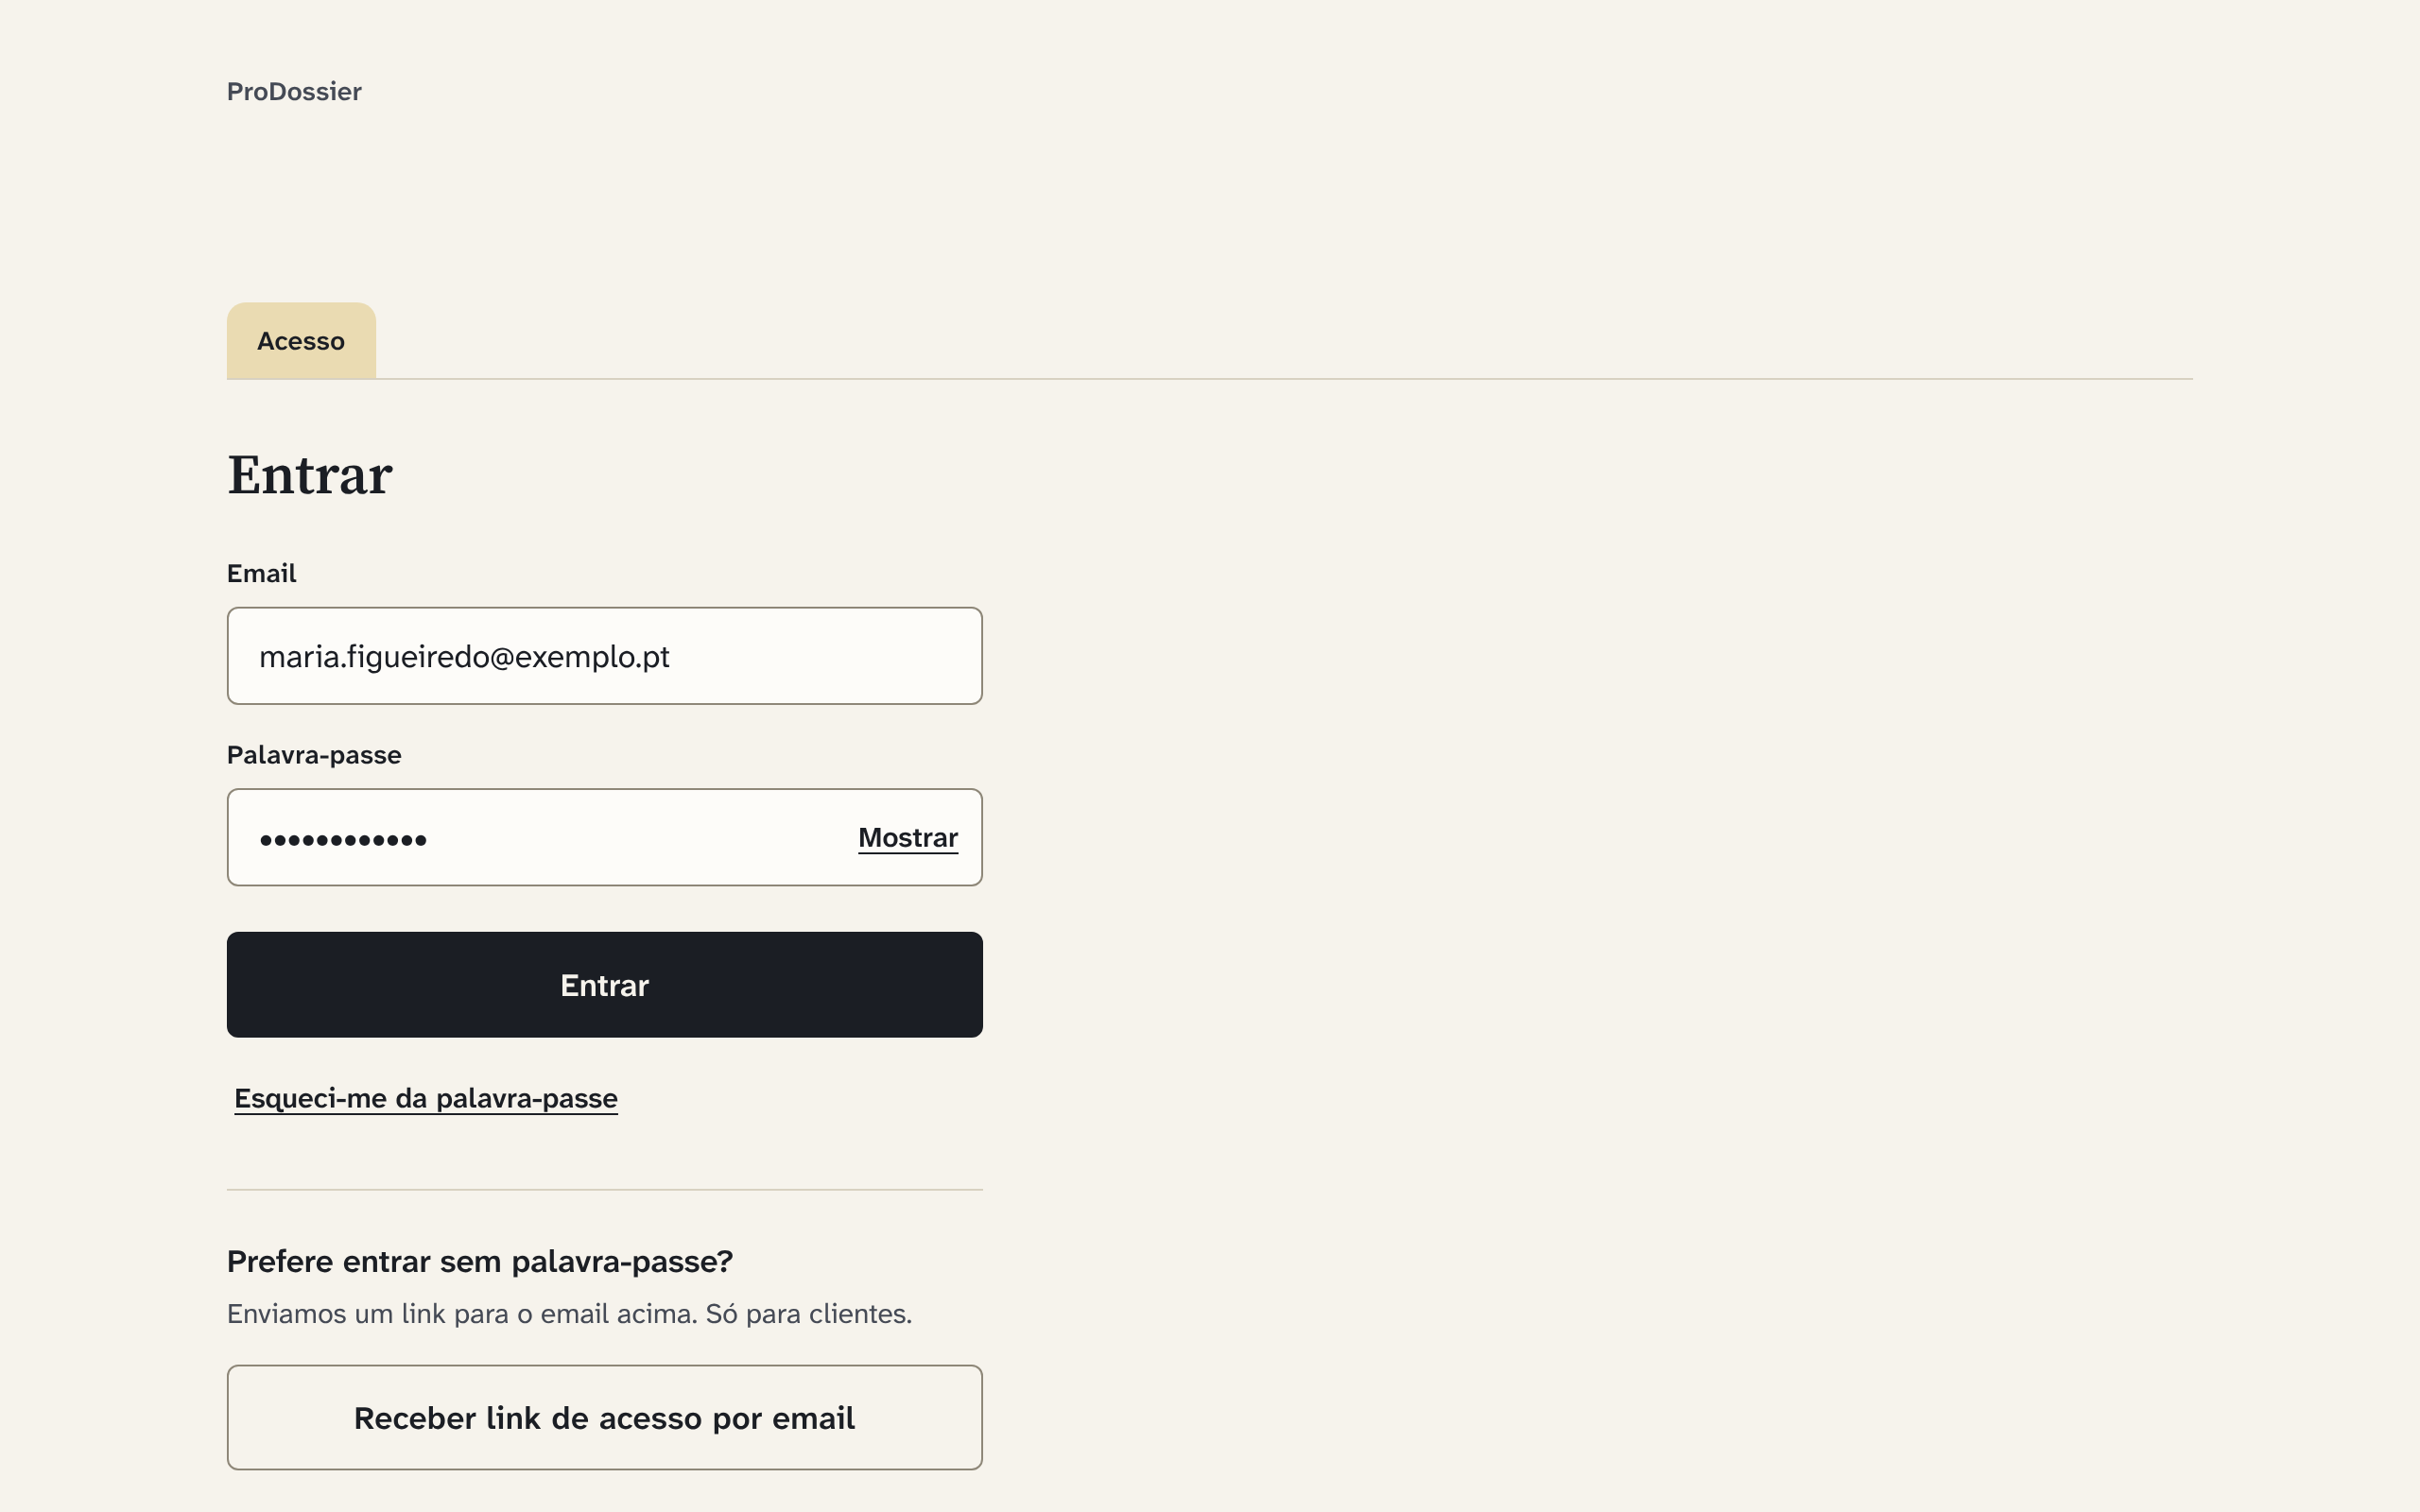 ProDossier
Acesso
Entrar
Email
maria.figueiredo@exemplo.pt
Palavra-passe
•••••••••••• Mostrar
Entrar
Esqueci-me da palavra-passe
Prefere entrar sem palavra-passe?
Enviamos um link para o email acima. Só para clientes.
Receber link de acesso por email